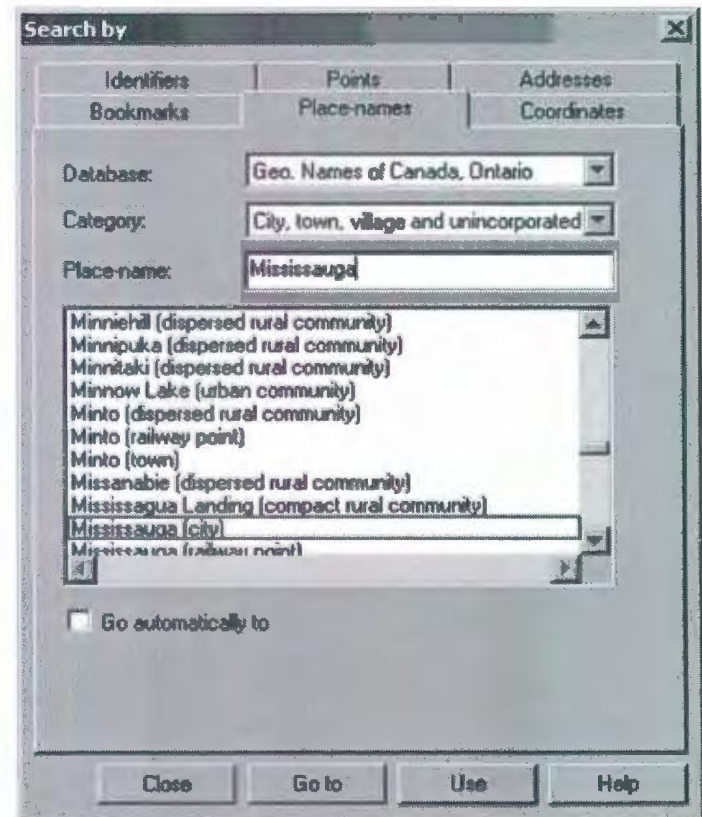 Search by
Identifiers Points Addresses
Bookmarks Place-names Coordinates
Database: Geo. Names of Canada, Ontario
Category: City, town, village and unincorporated
Place-name: Mississauga
Minniehill (dispersed rural community)
Minnipuka (dispersed rural community)
Minnitaki (dispersed rural community)
Minnow Lake (urban community)
Minto (dispersed rural community)
Minto (railway point)
Minto (town)
Missanabie (dispersed rural community)
Mississagua Landing (compact rural community)
Mississauga (city)
Mississauga (railway point)
Go automatically to
Close Go to Use Help